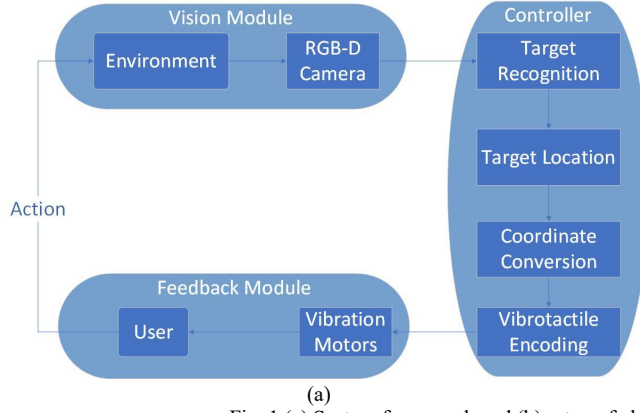 Vision Module
Environment
RGB-D
Camera
Controller
Target
Recognition
Target Location
Coordinate
Conversion
Vibrotactile
Encoding
Feedback Module
Vibration
Motors
User
Action
(a)